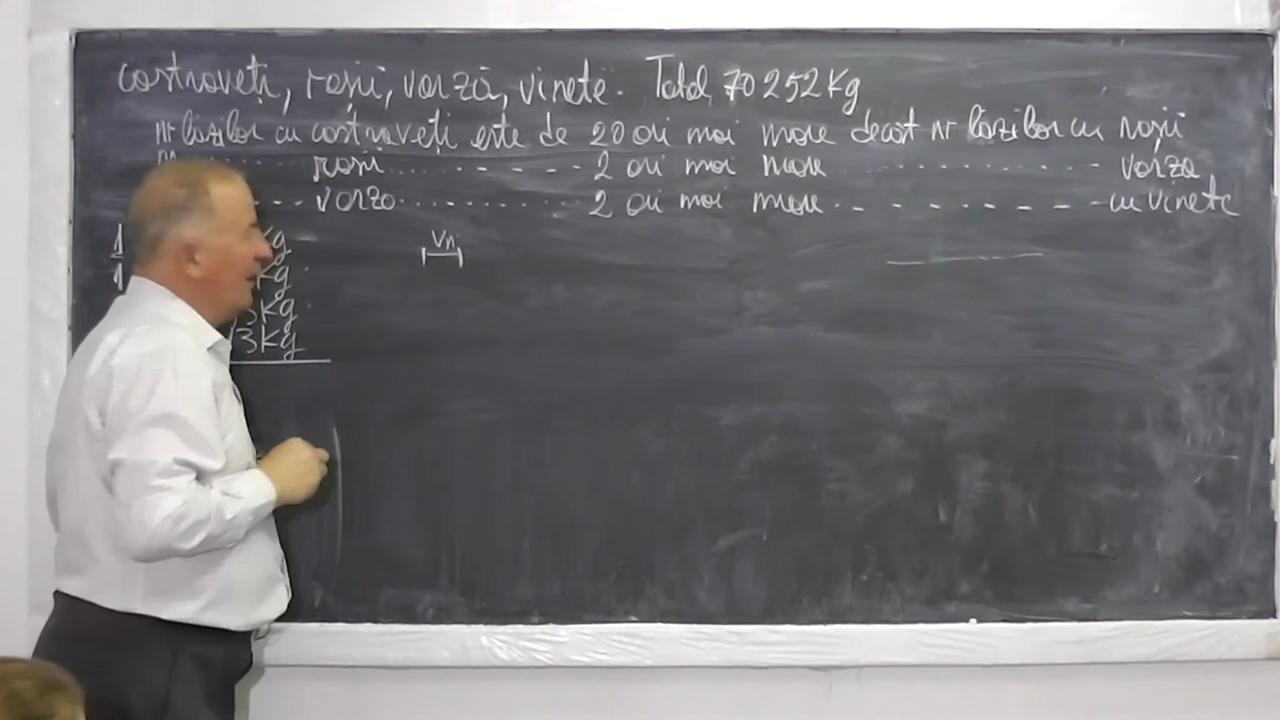 castraveți, roșii, varză, vinete. Total 70252 Kg
nr lăzilor cu castraveți este de 20 ori mai mare decât nr lăzilor cu roșii
roșii 2 ori mai mare varză
varză 2 ori mai mare cu vinete
1 Kg Vn
1 Kg
3Kg
3Kg